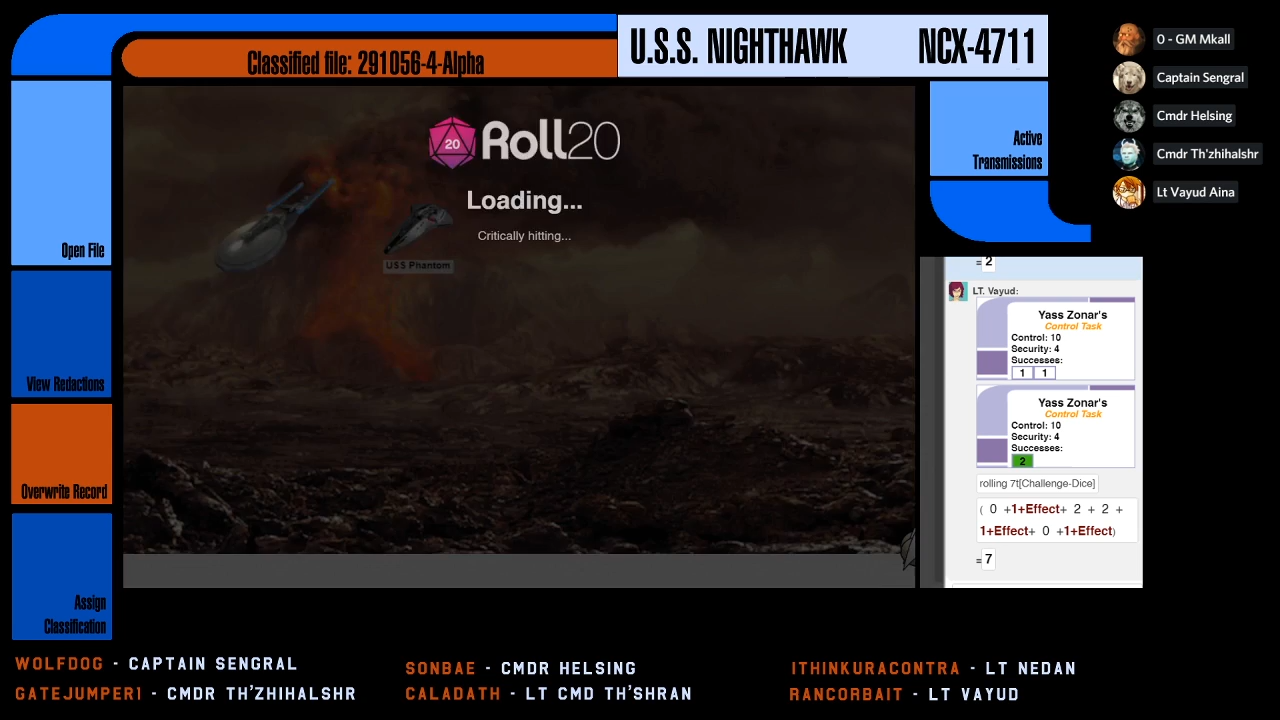 Classified file: 291056-4-Alpha
U.S.S. NIGHTHAWK NCX-4711
0 - GM Mkall
Captain Sengral
Cmdr Helsing
Cmdr Th'zhihalshr
Lt Vayud Aina
Active
Transmissions
Open File
View Redactions
Overwrite Record
Assign
Classification
20 Roll20
Loading...
Critically hitting...
USS Phantom
=2
LT. Vayud:
Yass Zonar's
Control Task
Control: 10
Security: 4
Successes:
1 1
Yass Zonar's
Control Task
Control: 10
Security: 4
Successes:
2
rolling 7t[Challenge-Dice]
( 0 +1+Effect+ 2 + 2 +
1+Effect+ 0 +1+Effect)
=7
WOLFDOG - CAPTAIN SENGRAL
GATEJUMPER1 - CMDR TH'ZHIHALSHR
SONBAE - CMDR HELSING
CALADATH - LT CMD TH'SHRAN
ITHINKURACONTRA - LT NEDAN
RANCORBAIT - LT VAYUD